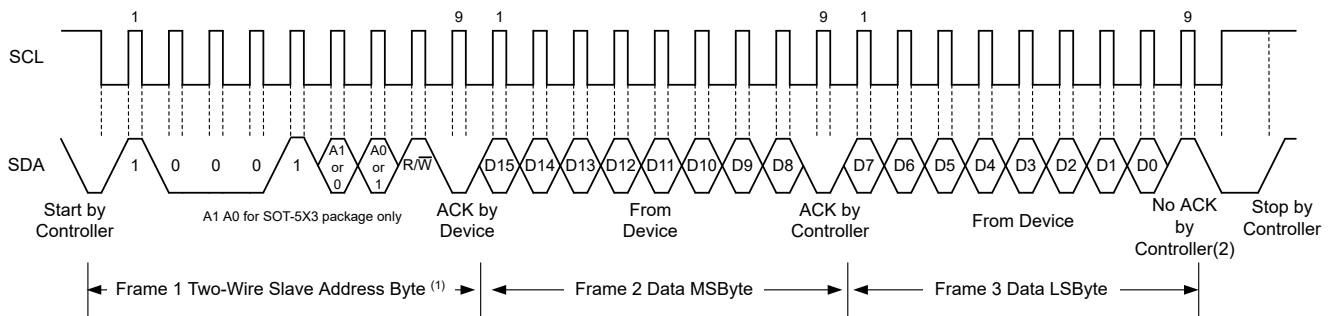 1 9 1 9 1 9
SCL
SDA
1 0 0 0 1 A1 or 0 A0 or 1 R/W̅ D15 D14 D13 D12 D11 D10 D9 D8 D7 D6 D5 D4 D3 D2 D1 D0
Start by
Controller
A1 A0 for SOT-5X3 package only
ACK by
Device
From
Device
ACK by
Controller
From Device
No ACK
by
Controller(2)
Stop by
Controller
Frame 1 Two-Wire Slave Address Byte (1)
Frame 2 Data MSByte
Frame 3 Data LSByte